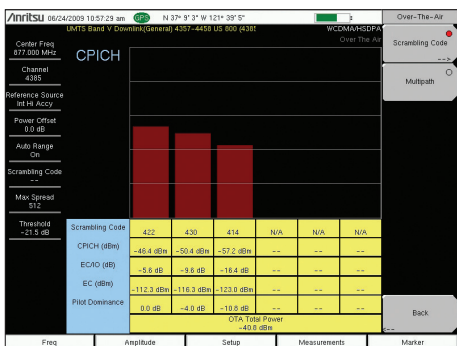 Anritsu 06/24/2009 10:57:29 am GPS N 37° 9' 3" W 121° 39' 5"
Over-The-Air
UMTS Band V Downlink(General) 4357-4458 US 800 (438
WCDMA/HSDPA
Over The Air
CPICH
Center Freq
877.000 MHz
Channel
4385
Reference Source
Int Hi Accy
Power Offset
0.0 dB
Auto Range
On
Scrambling Code
--
Max Spread
512
Threshold
-21.5 dB
Scrambling Code 422 430 414 N/A N/A N/A
CPICH (dBm) -46.4 dBm -50.4 dBm -57.2 dBm -- -- --
EC/IO (dB) -5.6 dB -9.6 dB -16.4 dB -- -- --
EC (dBm) -112.3 dBm -116.3 dBm -123.0 dBm -- -- --
Pilot Dominance 0.0 dB -4.0 dB -10.8 dB -- -- --
OTA Total Power
-40.8 dBm
Scrambling Code
-->
Multipath
Back
<--
Freq Amplitude Setup Measurements Marker